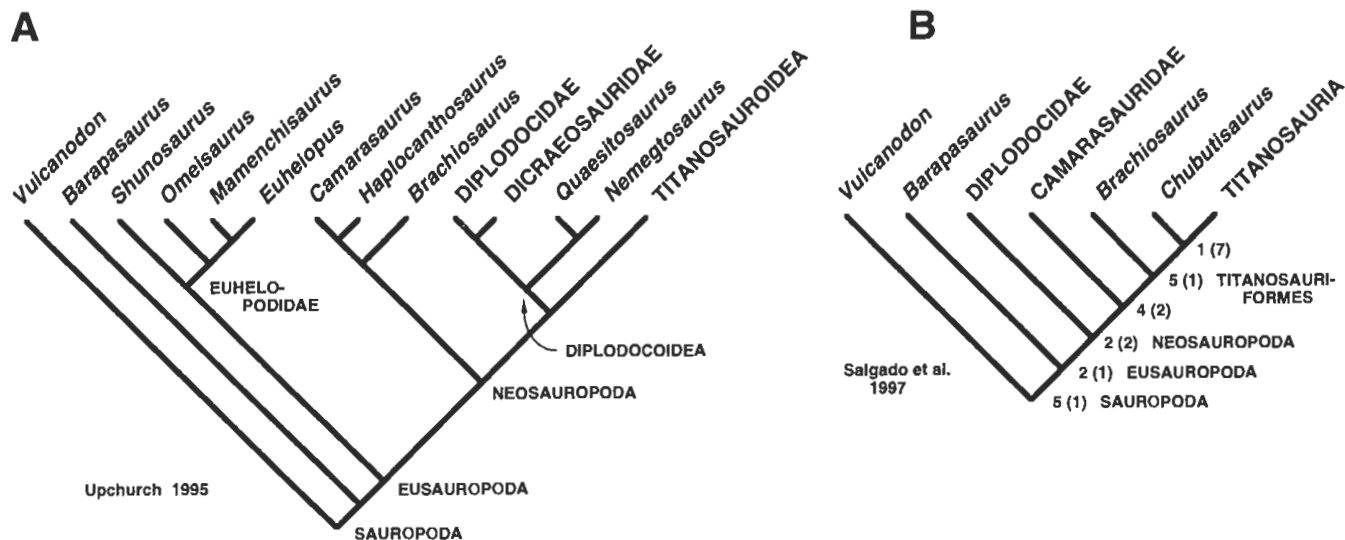 A
Vulcanodon
Barapasaurus
Shunosaurus
Omeisaurus
Mamenchisaurus
Euhelopus
Camarasaurus
Haplocanthosaurus
Brachiosaurus
DIPLODOCIDAE
DICRAEOSAURIDAE
Quaesitosaurus
Nemegtosaurus
TITANOSAUROIDEA
EUHELO-
PODIDAE
DIPLODOCOIDEA
NEOSAUROPODA
EUSAUROPODA
SAUROPODA
Upchurch 1995
B
Vulcanodon
Barapasaurus
DIPLODOCIDAE
CAMARASAURIDAE
Brachiosaurus
Chubutisaurus
TITANOSAURIA
1 (7)
5 (1) TITANOSAURI-
FORMES
4 (2)
2 (2) NEOSAUROPODA
2 (1) EUSAUROPODA
5 (1) SAUROPODA
Salgado et al.
1997